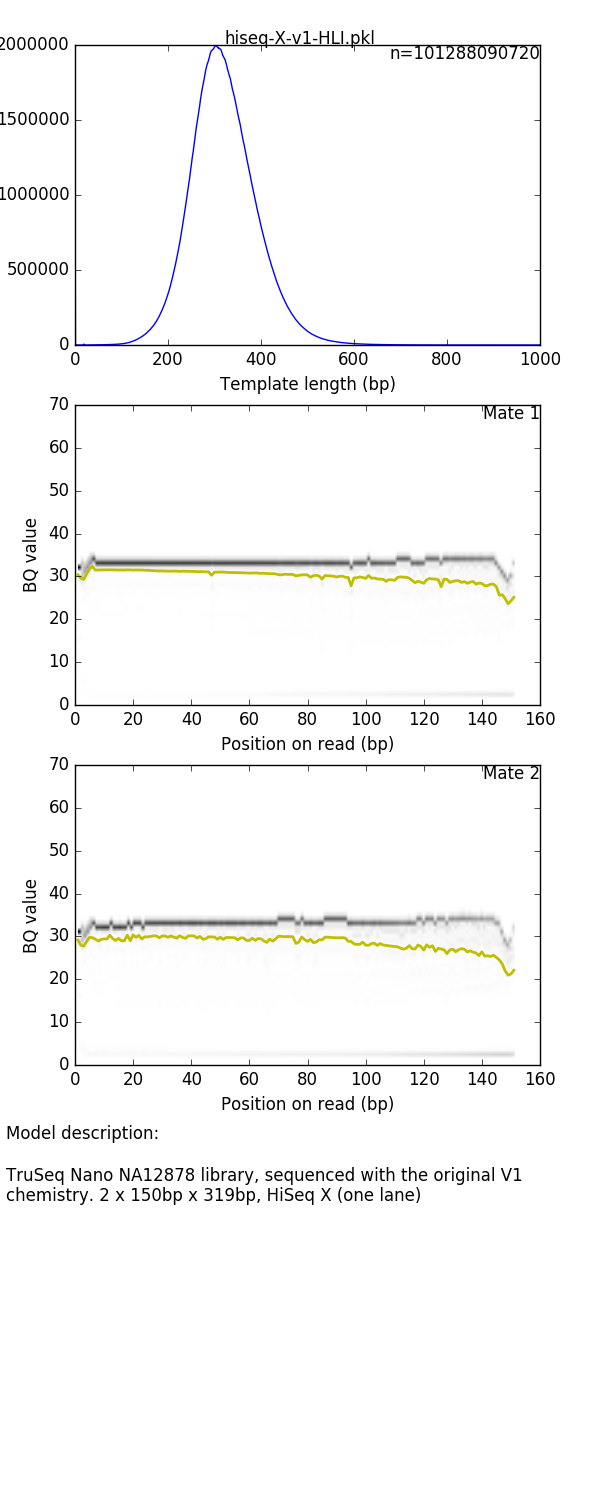 hiseq-X-v1-HLI.pkl
n=101288090720
2000000
1500000
1000000
500000
0
0 200 400 600 800 1000
Template length (bp)
Mate 1
70
60
50
40
30
20
10
0
BQ value
0 20 40 60 80 100 120 140 160
Position on read (bp)
Mate 2
70
60
50
40
30
20
10
0
BQ value
0 20 40 60 80 100 120 140 160
Position on read (bp)
Model description:
TruSeq Nano NA12878 library, sequenced with the original V1
chemistry. 2 x 150bp x 319bp, HiSeq X (one lane)